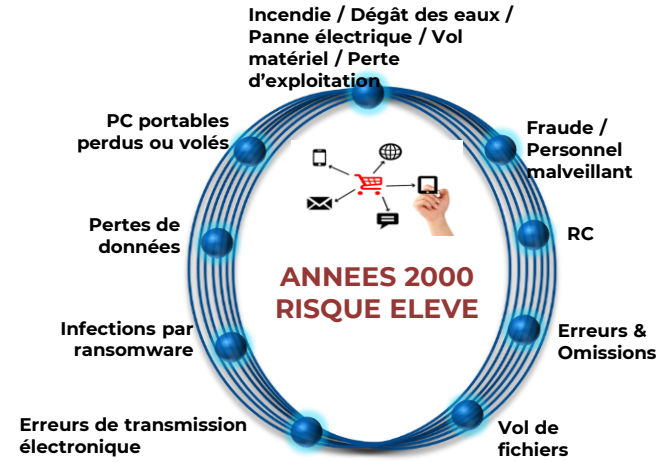 Incendie / Dégât des eaux /
Panne électrique / Vol
matériel / Perte
d’exploitation
PC portables
perdus ou volés
Fraude /
Personnel
malveillant
Pertes de
données
RC
ANNEES 2000
RISQUE ELEVE
Infections par
ransomware
Erreurs &
Omissions
Erreurs de transmission
électronique
Vol de
fichiers